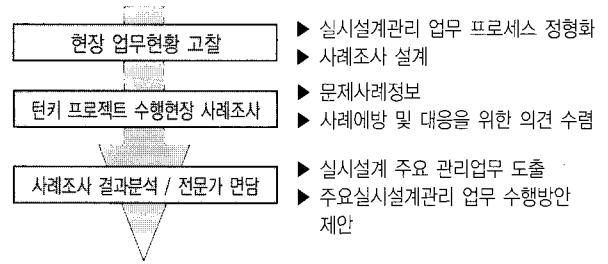 현장 업무현황 고찰
▶ 실시설계관리 업무 프로세스 정형화
▶ 사례조사 설계
턴키 프로젝트 수행현장 사례조사
▶ 문제사례정보
▶ 사례예방 및 대응을 위한 의견 수렴
사례조사 결과분석 / 전문가 면담
▶ 실시설계 주요 관리업무 도출
▶ 주요실시설계관리 업무 수행방안
제안